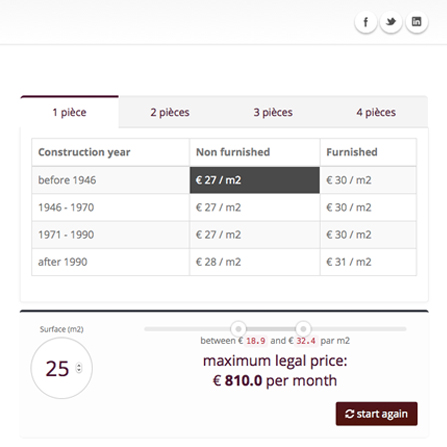 1 pièce 2 pièces 3 pièces 4 pièces
Construction year Non furnished Furnished
before 1946 € 27 / m2 € 30 / m2
1946 - 1970 € 27 / m2 € 30 / m2
1971 - 1990 € 27 / m2 € 30 / m2
after 1990 € 28 / m2 € 31 / m2
Surface (m2)
25
between € 18.9 and € 32.4 par m2
maximum legal price:
€ 810.0 per month
start again